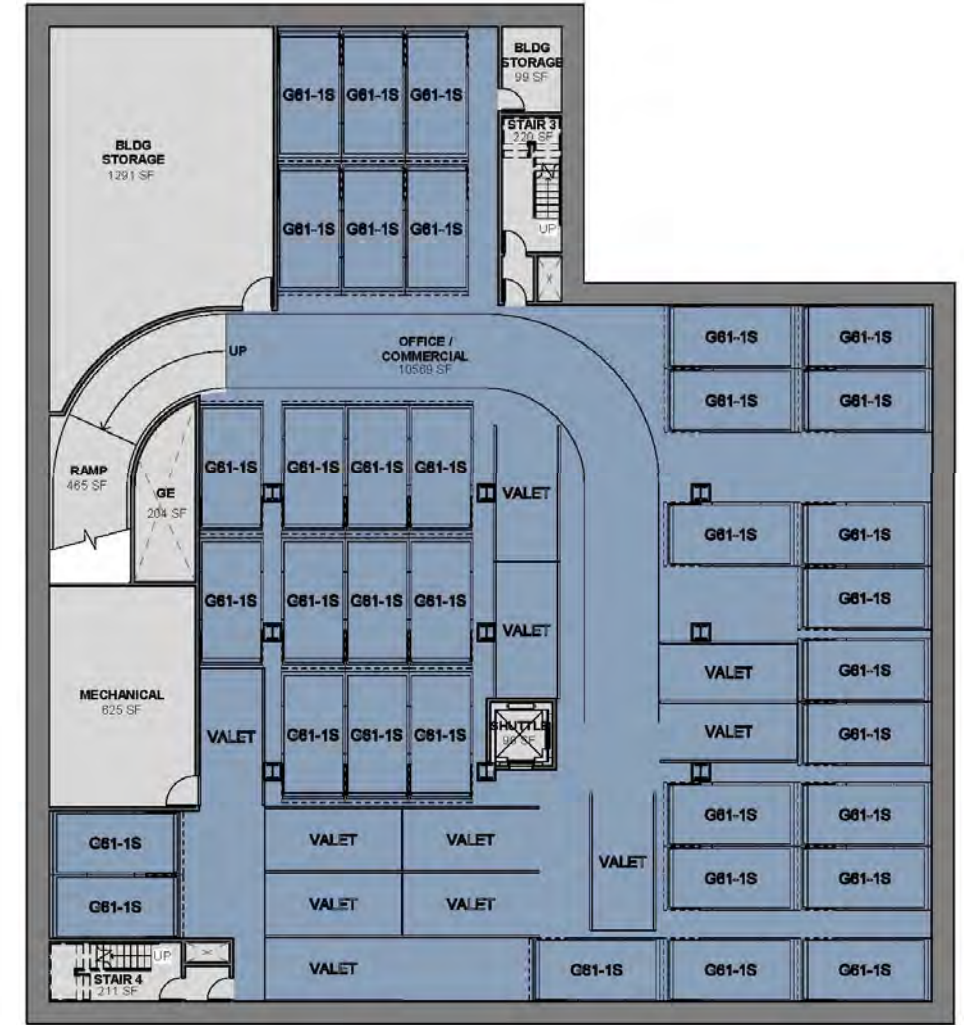 BLDG
STORAGE
99 SF
G61-1S G61-1S G61-1S
STAIR 3
220 SF
BLDG
STORAGE
1291 SF
G61-1S G61-1S G61-1S
UP
OFFICE /
COMMERCIAL
10569 SF
UP
G61-1S G61-1S
G61-1S G61-1S
RAMP
465 SF
GE
204 SF
G61-1S G61-1S G61-1S G61-1S
VALET
G61-1S G61-1S
G61-1S G61-1S G61-1S G61-1S
VALET
G61-1S
MECHANICAL
625 SF
VALET
G61-1S
VALET
G61-1S G61-1S G61-1S
SHUTTLE
VALET
G61-1S
G61-1S
VALET
VALET
G61-1S G61-1S
VALET
G61-1S
VALET
VALET
G61-1S G61-1S
UP
STAIR 4
211 SF
VALET
G61-1S G61-1S G61-1S